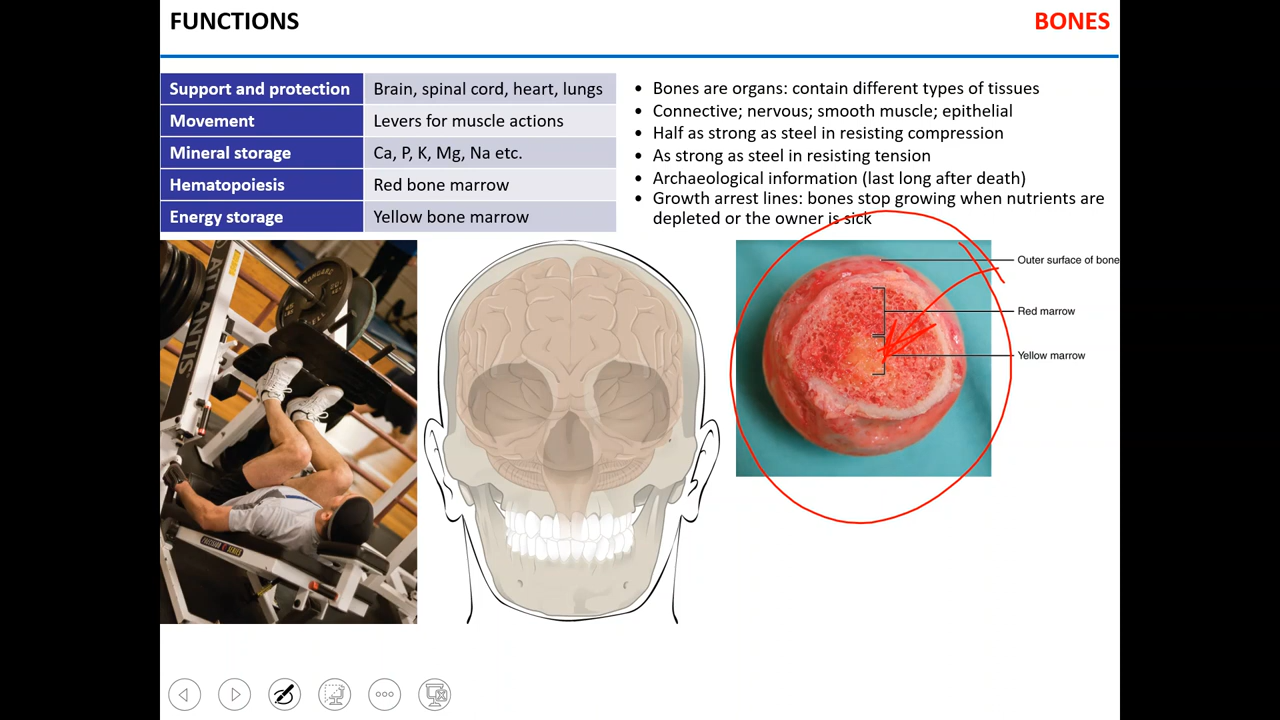 FUNCTIONS
BONES
Support and protection Brain, spinal cord, heart, lungs
Movement Levers for muscle actions
Mineral storage Ca, P, K, Mg, Na etc.
Hematopoiesis Red bone marrow
Energy storage Yellow bone marrow
• Bones are organs: contain different types of tissues
• Connective; nervous; smooth muscle; epithelial
• Half as strong as steel in resisting compression
• As strong as steel in resisting tension
• Archaeological information (last long after death)
• Growth arrest lines: bones stop growing when nutrients are
depleted or the owner is sick
ATLANTIS
Outer surface of bone
Red marrow
Yellow marrow